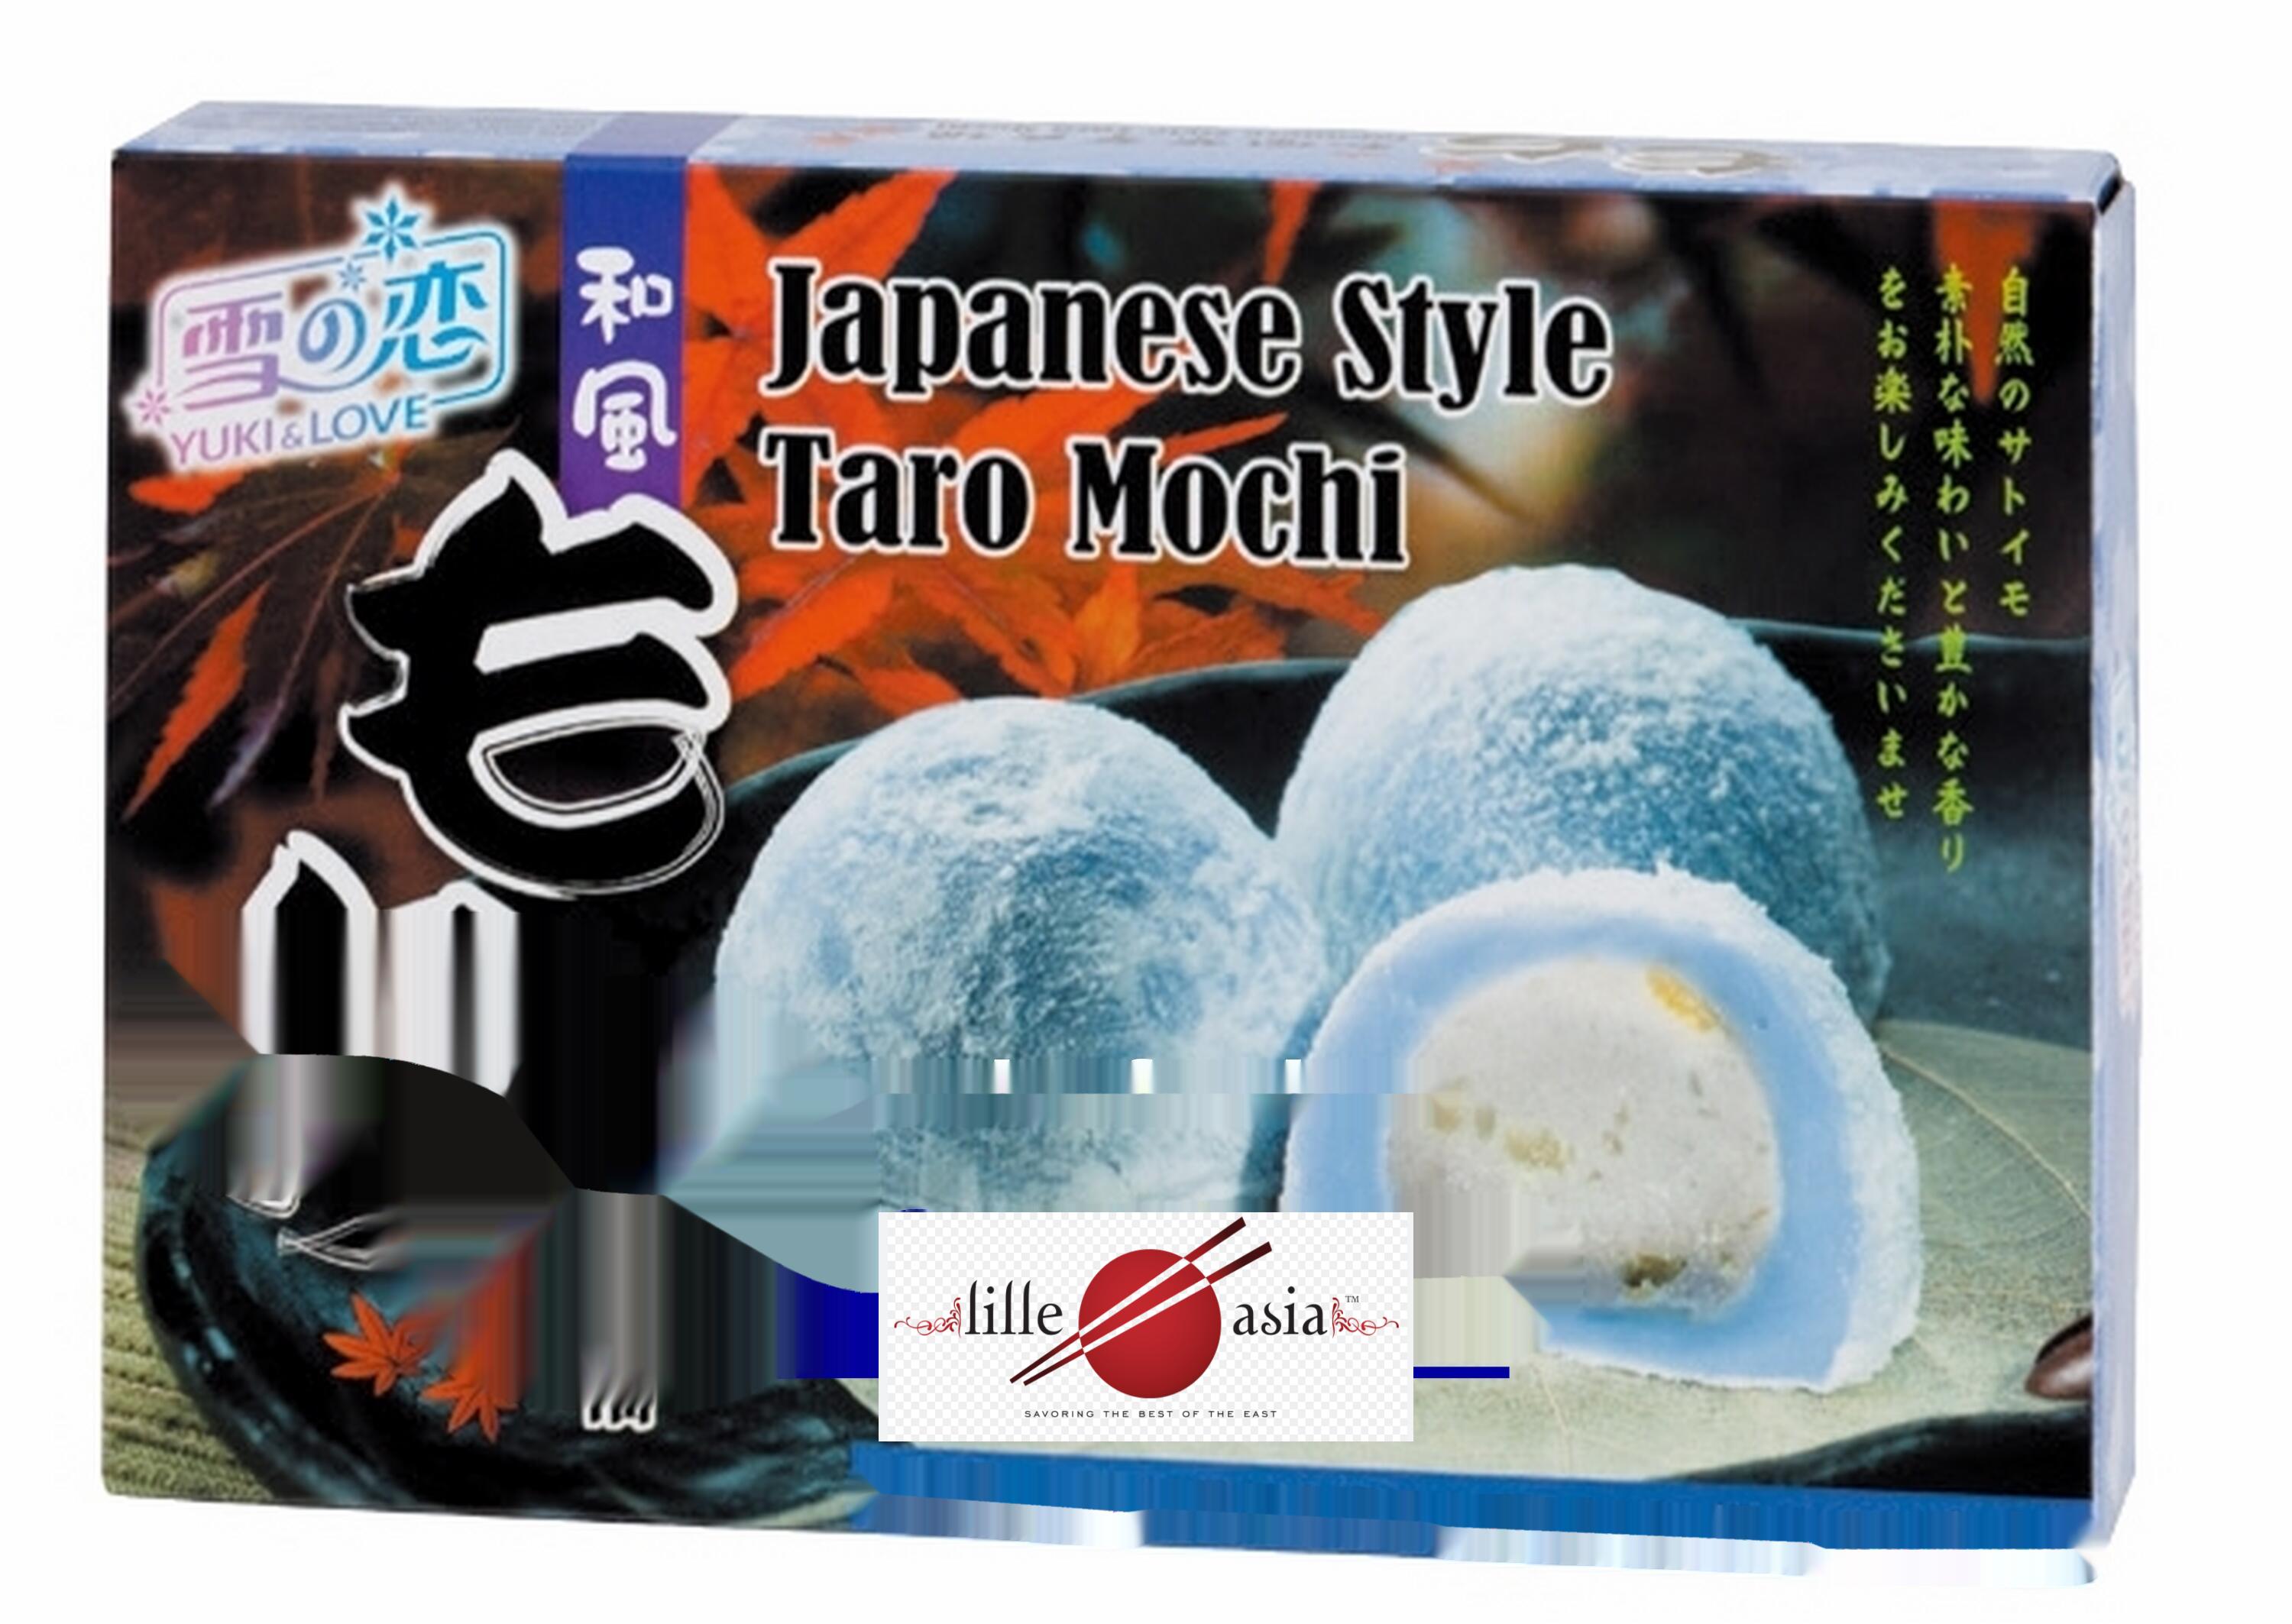 雪の恋
YUKI & LOVE
和風
Japanese Style
Taro Mochi
も
自然のサトイモ
素朴な味わいと豊かな香り
をお楽しみくださいませ
lille asia™
SAVORING THE BEST OF THE EAST